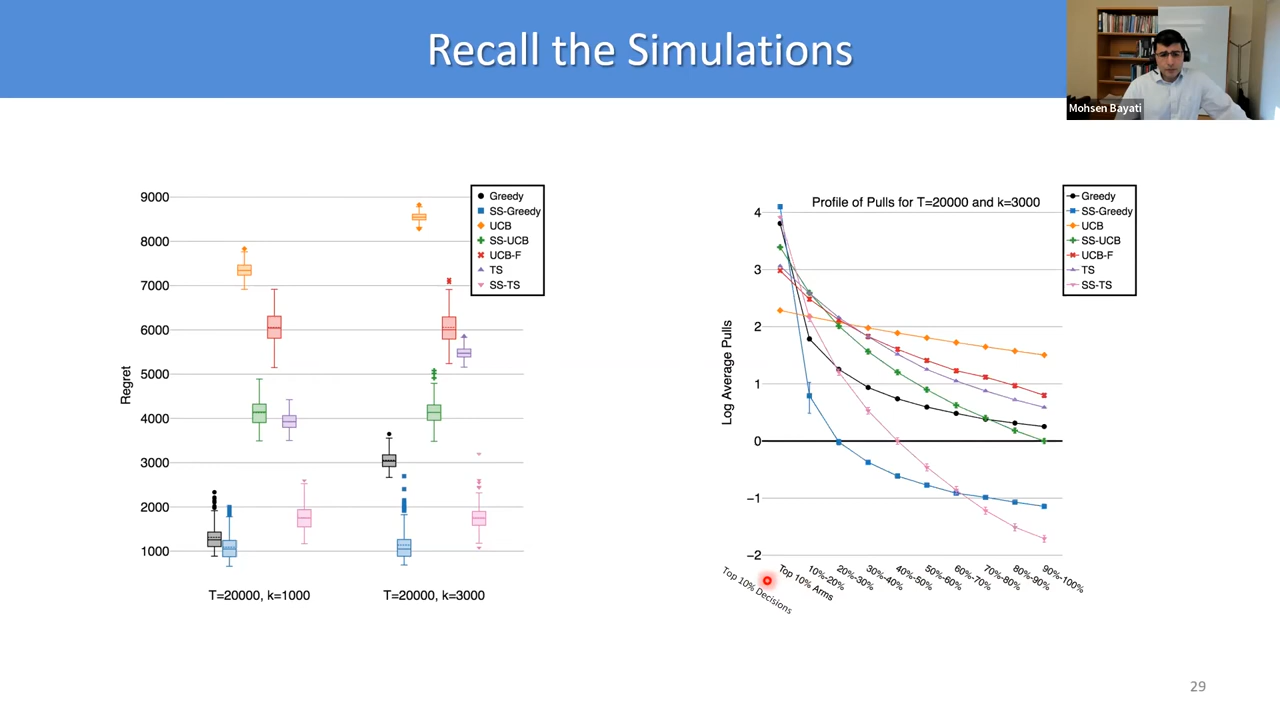 Recall the Simulations
Mohsen Bayati
9000
8000
7000
6000
5000
4000
3000
2000
1000
Regret
Greedy
SS-Greedy
UCB
SS-UCB
UCB-F
TS
SS-TS
T=20000, k=1000
T=20000, k=3000
Profile of Pulls for T=20000 and k=3000
4
3
2
1
0
−1
−2
Log Average Pulls
Greedy
SS-Greedy
UCB
SS-UCB
UCB-F
TS
SS-TS
Top 10% Decisions
Top 10% Arms
10%-20%
20%-30%
30%-40%
40%-50%
50%-60%
60%-70%
70%-80%
80%-90%
90%-100%
29